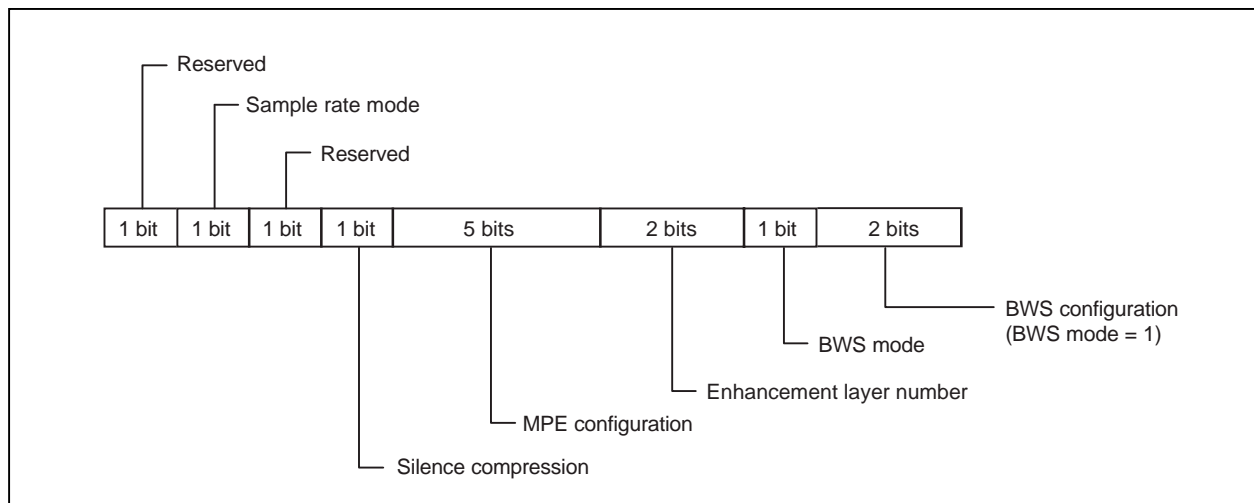 Reserved
Sample rate mode
Reserved
1 bit
1 bit
1 bit
1 bit
5 bits
2 bits
1 bit
2 bits
BWS configuration
(BWS mode = 1)
BWS mode
Enhancement layer number
MPE configuration
Silence compression